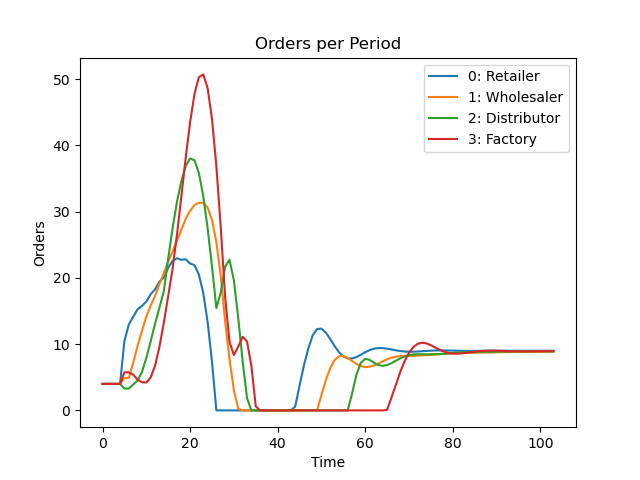 Orders per Period
0: Retailer
1: Wholesaler
2: Distributor
3: Factory
Orders
50
40
30
20
10
0
0 20 40 60 80 100
Time